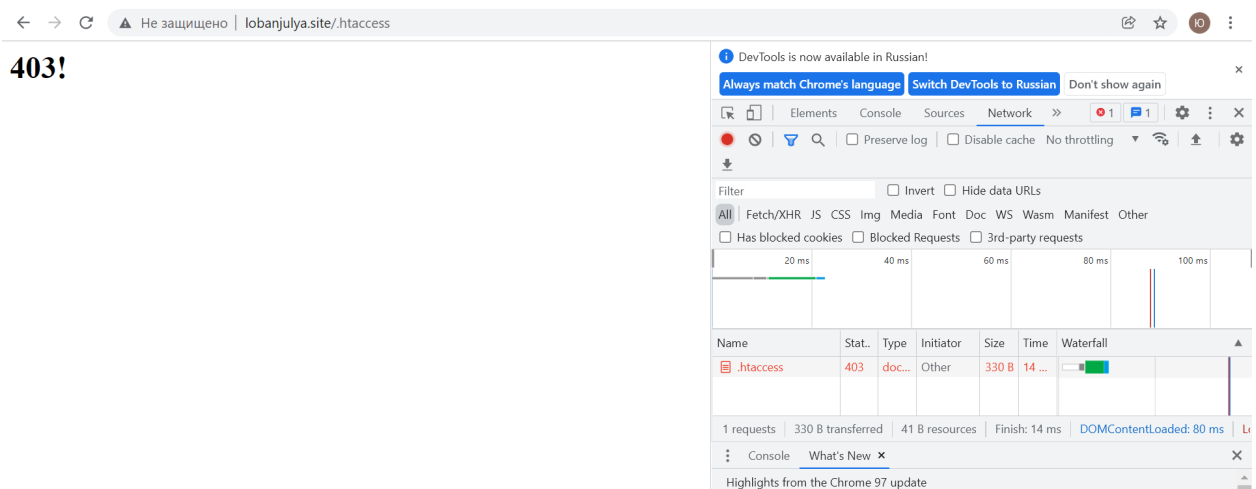 Не защищено | lobanjulya.site/.htaccess
Ю
403!
DevTools is now available in Russian!
Always match Chrome's language
Switch DevTools to Russian
Don't show again
Elements Console Sources Network
1 1
Preserve log Disable cache No throttling
Filter Invert Hide data URLs
All Fetch/XHR JS CSS Img Media Font Doc WS Wasm Manifest Other
Has blocked cookies Blocked Requests 3rd-party requests
20 ms 40 ms 60 ms 80 ms 100 ms
Name Stat.. Type Initiator Size Time Waterfall
.htaccess 403 doc... Other 330 B 14 ...
1 requests 330 B transferred 41 B resources Finish: 14 ms DOMContentLoaded: 80 ms Lo
Console What's New
Highlights from the Chrome 97 update